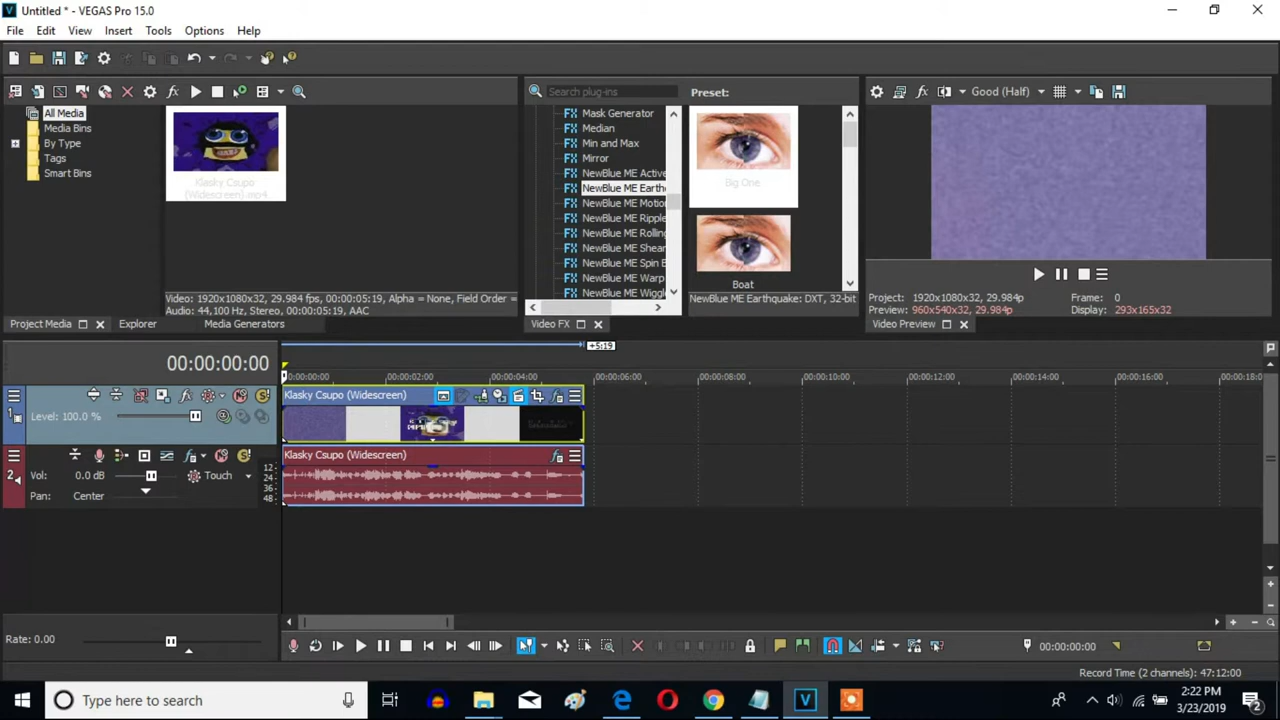 Untitled * - VEGAS Pro 15.0
File Edit View Insert Tools Options Help
All Media
Media Bins
By Type
Tags
Smart Bins
Klasky Csupo
(Widescreen).mp4
Video: 1920x1080x32, 29.984 fps, 00:00:05:19, Alpha = None, Field Order =
Audio: 44,100 Hz, Stereo, 00:00:05:19, AAC
Project Media Explorer Media Generators
Search plug-ins
Mask Generator
Median
Min and Max
Mirror
NewBlue ME Active
NewBlue ME Earth
NewBlue ME Motio
NewBlue ME Ripple
NewBlue ME Rolling
NewBlue ME Shear
NewBlue ME Spin B
NewBlue ME Warp
NewBlue ME Wiggl
Preset:
Big One
Boat
NewBlue ME Earthquake: DXT, 32-bit
Video FX
Good (Half)
Project: 1920x1080x32, 29.984p
Frame: 0
Preview: 960x540x32, 29.984p
Display: 293x165x32
Video Preview
+5:19
00:00:00:00
0:00:00:00 00:00:02:00 00:00:04:00 00:00:06:00 00:00:08:00 00:00:10:00 00:00:12:00 00:00:14:00 00:00:16:00 00:00:18:0
Klasky Csupo (Widescreen)
1
Level: 100.0 %
Klasky Csupo (Widescreen)
2
Vol: 0.0 dB Touch
Pan: Center
12
24
36
48
Rate: 0.00
00:00:00:00
Record Time (2 channels): 47:12:00
Type here to search
2:22 PM
3/23/2019
2